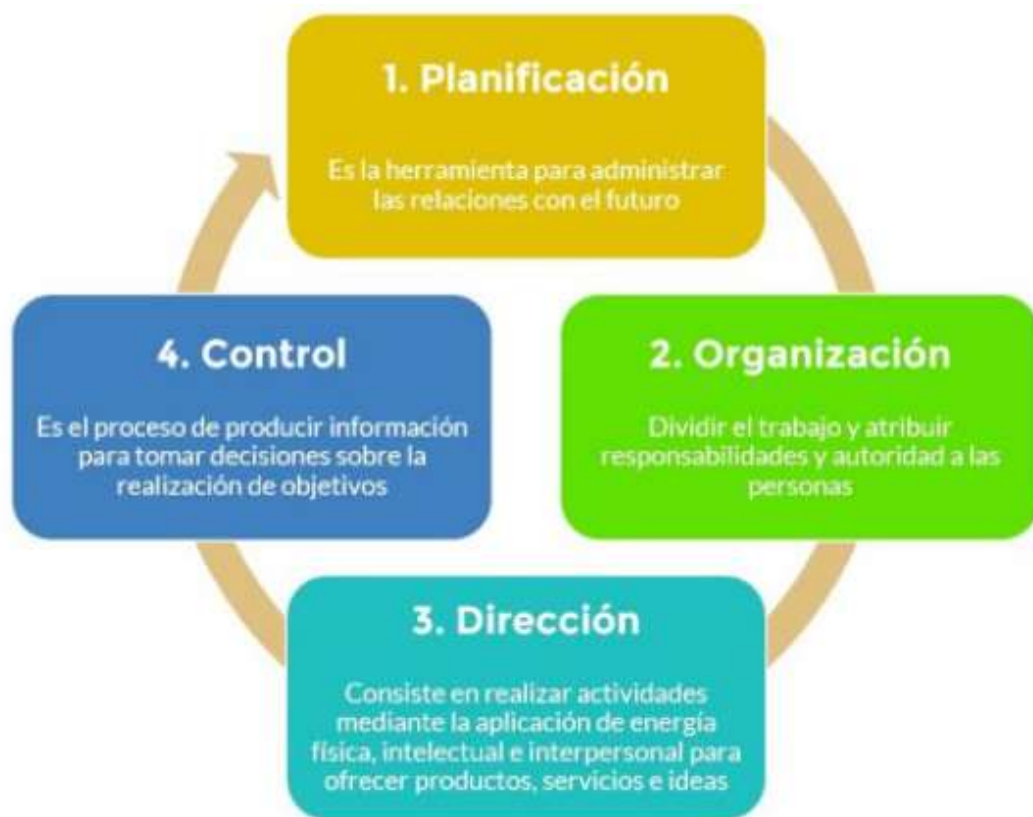 1. Planificación
Es la herramienta para administrar
las relaciones con el futuro
2. Organización
Dividir el trabajo y atribuir
responsabilidades y autoridad a las
personas
3. Dirección
Consiste en realizar actividades
mediante la aplicación de energía
física, intelectual e interpersonal para
ofrecer productos, servicios e ideas
4. Control
Es el proceso de producir información
para tomar decisiones sobre la
realización de objetivos